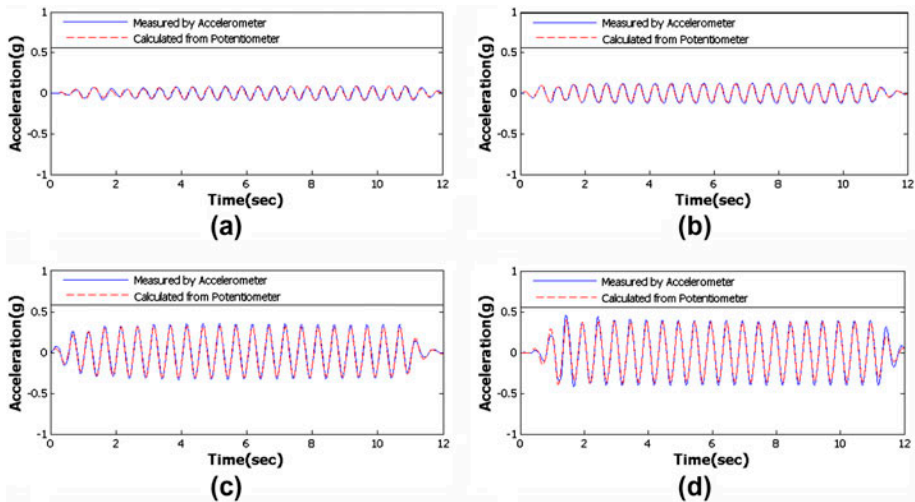 Measured by Accelerometer
Calculated from Potentiometer
Acceleration(g)
1
0.5
0
-0.5
-1
0 2 4 6 8 10 12
Time(sec)
(a)
Measured by Accelerometer
Calculated from Potentiometer
Acceleration(g)
1
0.5
0
-0.5
-1
0 2 4 6 8 10 12
Time(sec)
(b)
Measured by Accelerometer
Calculated from Potentiometer
Acceleration(g)
1
0.5
0
-0.5
-1
0 2 4 6 8 10 12
Time(sec)
(c)
Measured by Accelerometer
Calculated from Potentiometer
Acceleration(g)
1
0.5
0
-0.5
-1
0 2 4 6 8 10 12
Time(sec)
(d)